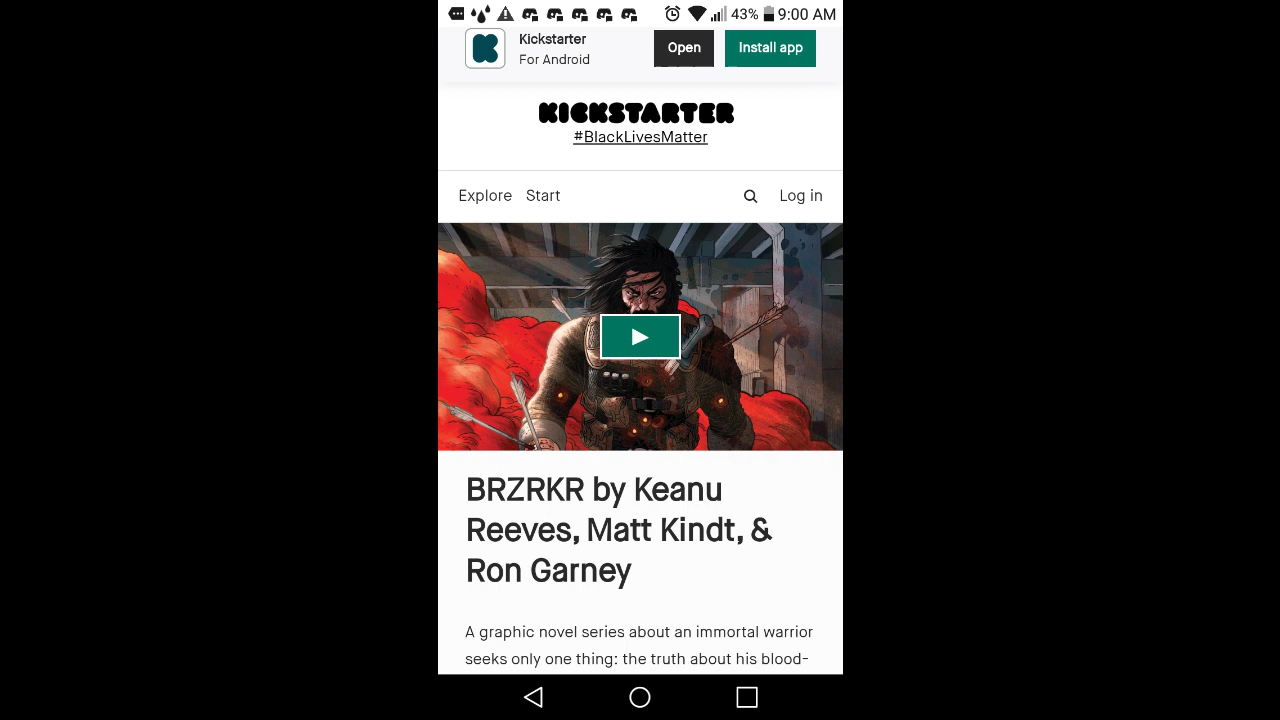 43% 9:00 AM
Kickstarter
For Android
Open
Install app
KICKSTARTER
#BlackLivesMatter
Explore Start Log in
BRZRKR by Keanu
Reeves, Matt Kindt, &
Ron Garney
A graphic novel series about an immortal warrior
seeks only one thing: the truth about his blood-